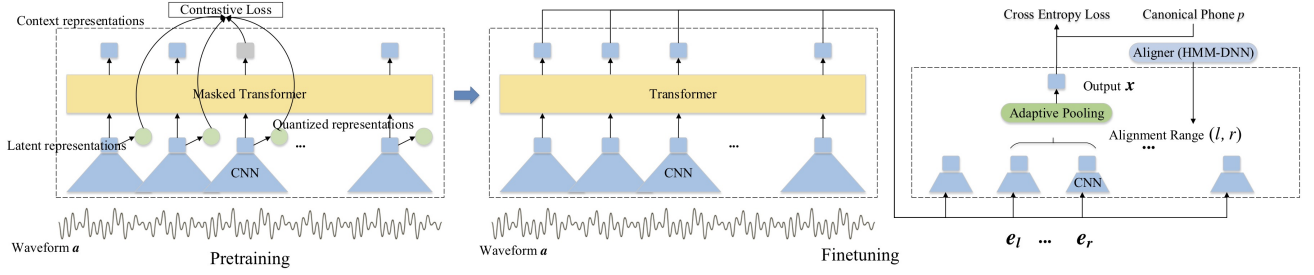 Context representations
Contrastive Loss
Masked Transformer
Quantized representations
Latent representations
...
CNN
Waveform a
Pretraining
Transformer
...
CNN
Waveform a
Finetuning
Cross Entropy Loss
Canonical Phone p
Aligner (HMM-DNN)
Output x
Adaptive Pooling
Alignment Range (l, r)
...
CNN
e_l ... e_r